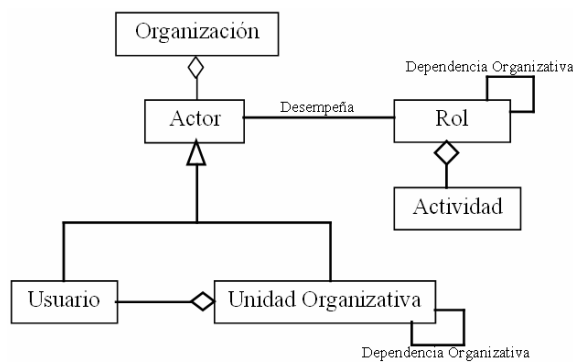 Organización
Dependencia Organizativa
Actor
Desempeña
Rol
Actividad
Usuario
Unidad Organizativa
Dependencia Organizativa